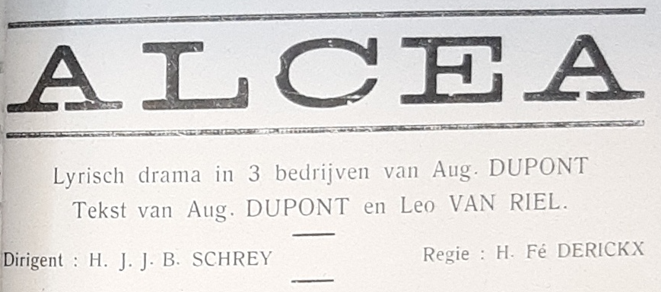 ALCEA
Lyrisch drama in 3 bedrijven van Aug. DUPONT
Tekst van Aug. DUPONT en Leo VAN RIEL.
Dirigent : H. J. J. B. SCHREY
Regie : H. Fé DERICKX